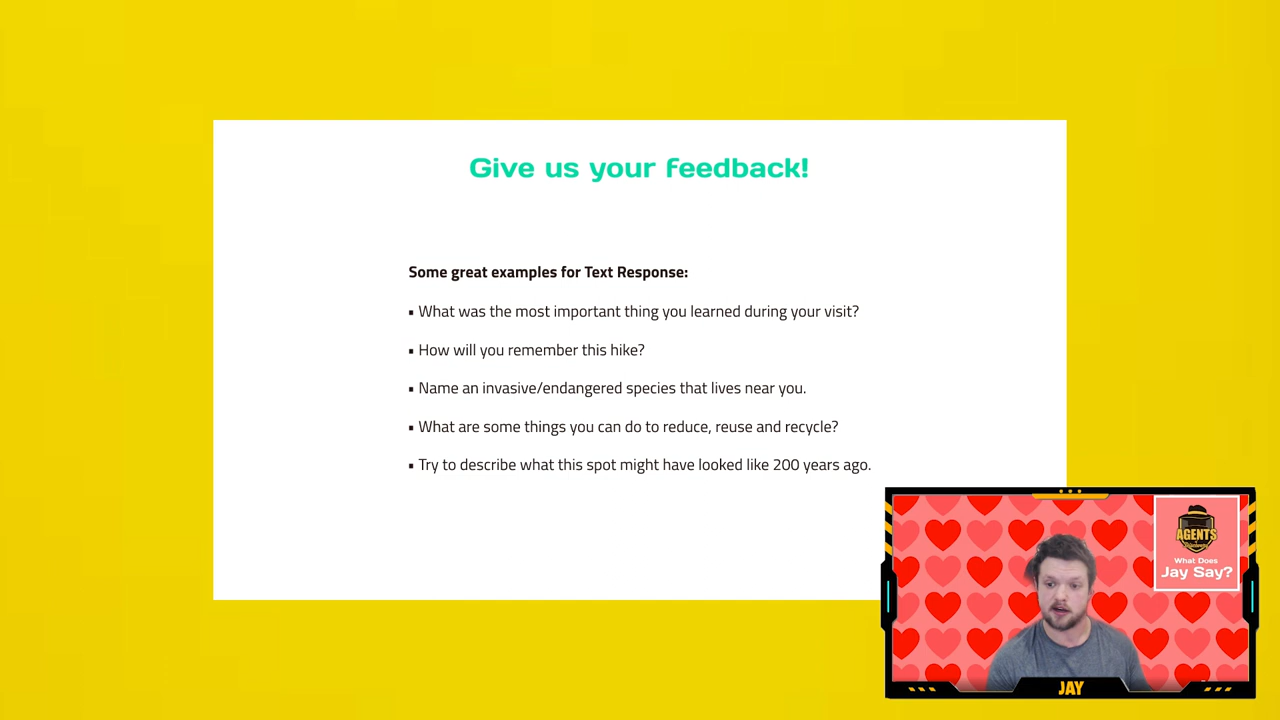 Give us your feedback!
Some great examples for Text Response:
▪ What was the most important thing you learned during your visit?
▪ How will you remember this hike?
▪ Name an invasive/endangered species that lives near you.
▪ What are some things you can do to reduce, reuse and recycle?
▪ Try to describe what this spot might have looked like 200 years ago.
AGENTS
What Does
Jay Say?
JAY